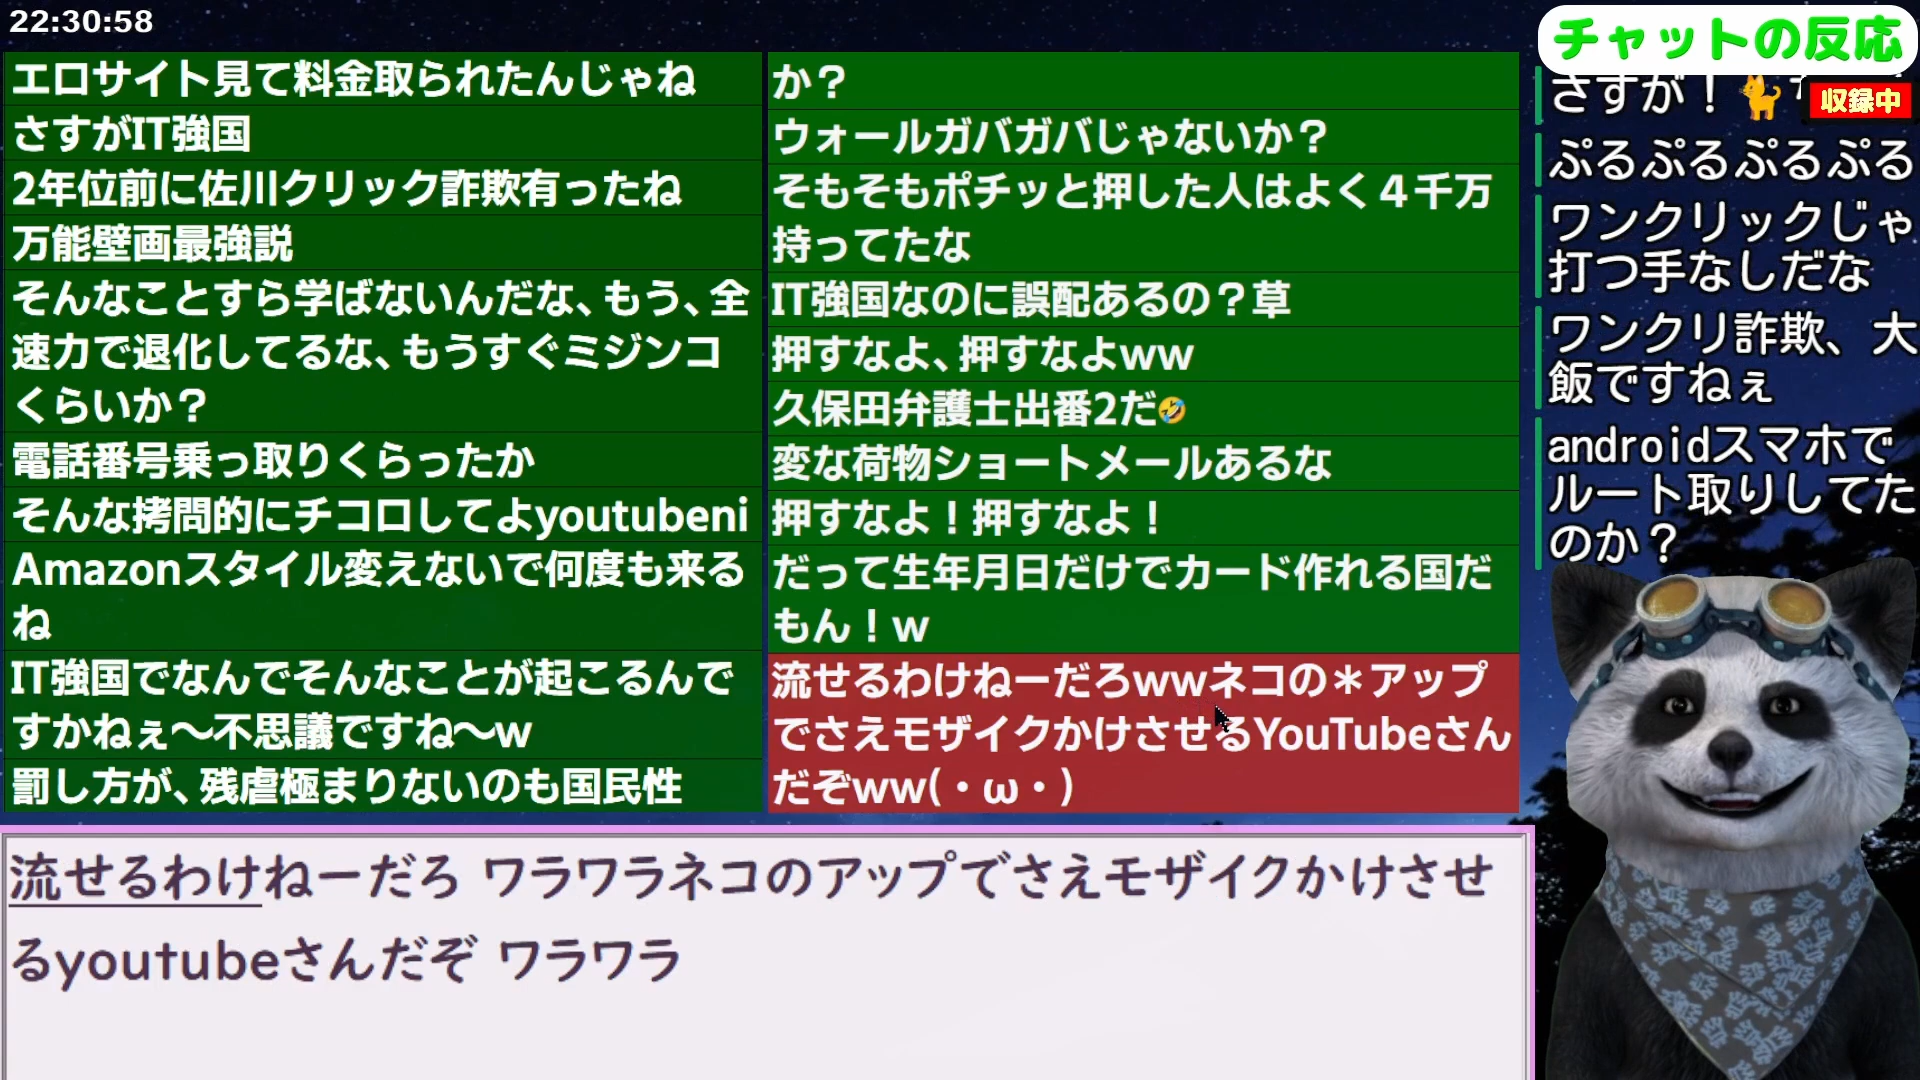 22:30:58
エロサイト見て料金取られたんじゃね
さすがIT強国
2年位前に佐川クリック詐欺有ったね
万能壁画最強説
そんなことすら学ばないんだな、もう、全
速力で退化してるな、もうすぐミジンコ
くらいか？
電話番号乗っ取りくらったか
そんな拷問的にチコロしてよyoutubeni
Amazonスタイル変えないで何度も来る
ね
IT強国でなんでそんなことが起こるんで
すかねぇ〜不思議ですね〜w
罰し方が、残虐極まりないのも国民性
か？
ウォールガバガバじゃないか？
そもそもポチッと押した人はよく４千万
持ってたな
IT強国なのに誤配あるの？草
押すなよ、押すなよww
久保田弁護士出番2だ🤣
変な荷物ショートメールあるな
押すなよ！押すなよ！
だって生年月日だけでカード作れる国だ
もん！w
流せるわけねーだろwwネコの＊アップ
でさえモザイクかけさせるYouTubeさん
だぞww(・ω・)
チャットの反応
さすが！🐈
収録中
ぷるぷるぷるぷる
ワンクリックじゃ
打つ手なしだな
ワンクリ詐欺、大
飯ですねぇ
androidスマホで
ルート取りしてた
のか？
流せるわけねーだろ ワラワラネコのアップでさえモザイクかけさせ
るyoutubeさんだぞ ワラワラ